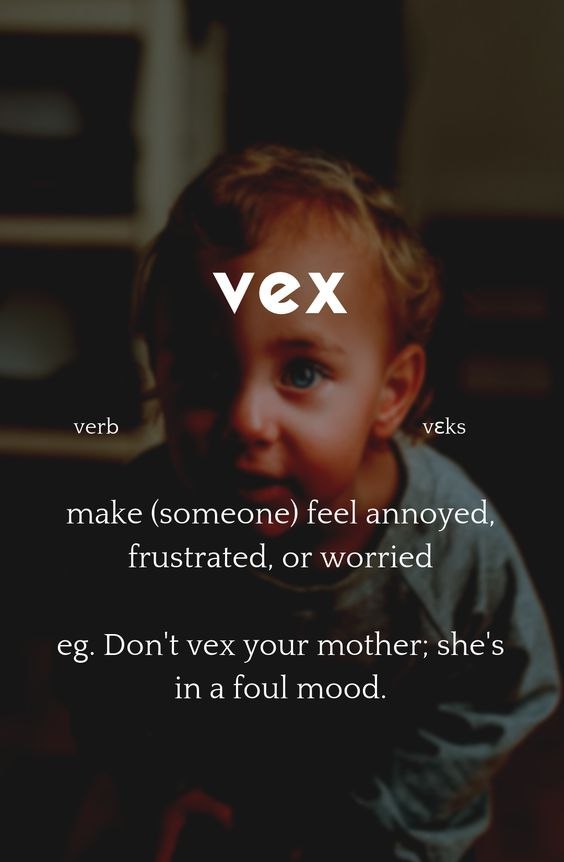 vex
verb vɛks
make (someone) feel annoyed,
frustrated, or worried
eg. Don't vex your mother; she's
in a foul mood.